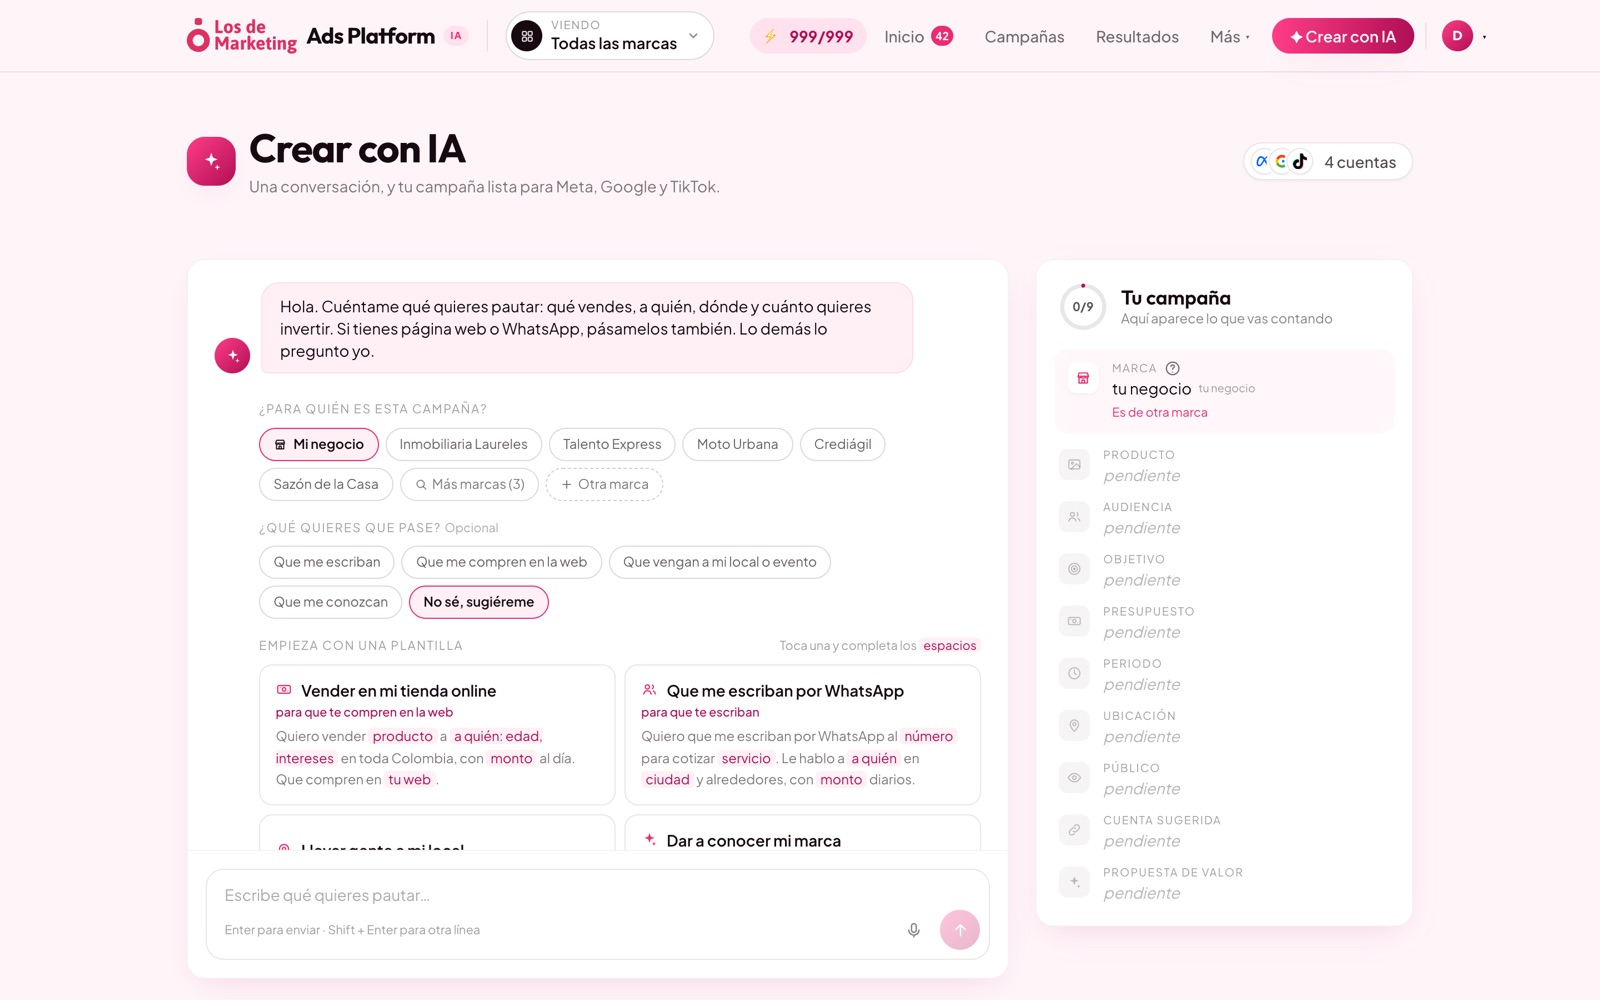 Los de
Marketing
Ads Platform IA
VIENDO
Todas las marcas
999/999
Inicio 42
Campañas
Resultados
Más
Crear con IA
D
Crear con IA
Una conversación, y tu campaña lista para Meta, Google y TikTok.
4 cuentas
Hola. Cuéntame qué quieres pautar: qué vendes, a quién, dónde y cuánto quieres
invertir. Si tienes página web o WhatsApp, pásamelos también. Lo demás lo
pregunto yo.
¿PARA QUIÉN ES ESTA CAMPAÑA?
Mi negocio
Inmobiliaria Laureles
Talento Express
Moto Urbana
Crediágil
Sazón de la Casa
Más marcas (3)
+ Otra marca
¿QUÉ QUIERES QUE PASE? Opcional
Que me escriban
Que me compren en la web
Que vengan a mi local o evento
Que me conozcan
No sé, sugiéreme
EMPIEZA CON UNA PLANTILLA
Toca una y completa los espacios
Vender en mi tienda online
para que te compren en la web
Quiero vender producto a a quién: edad,
intereses en toda Colombia, con monto al día.
Que compren en tu web .
Que me escriban por WhatsApp
para que te escriban
Quiero que me escriban por WhatsApp al número
para cotizar servicio . Le hablo a a quién en
ciudad y alrededores, con monto diarios.
Llevar gente a mi local
Dar a conocer mi marca
Escribe qué quieres pautar...
Enter para enviar · Shift + Enter para otra línea
0/9
Tu campaña
Aquí aparece lo que vas contando
MARCA ?
tu negocio tu negocio
Es de otra marca
PRODUCTO
pendiente
AUDIENCIA
pendiente
OBJETIVO
pendiente
PRESUPUESTO
pendiente
PERIODO
pendiente
UBICACIÓN
pendiente
PÚBLICO
pendiente
CUENTA SUGERIDA
pendiente
PROPUESTA DE VALOR
pendiente